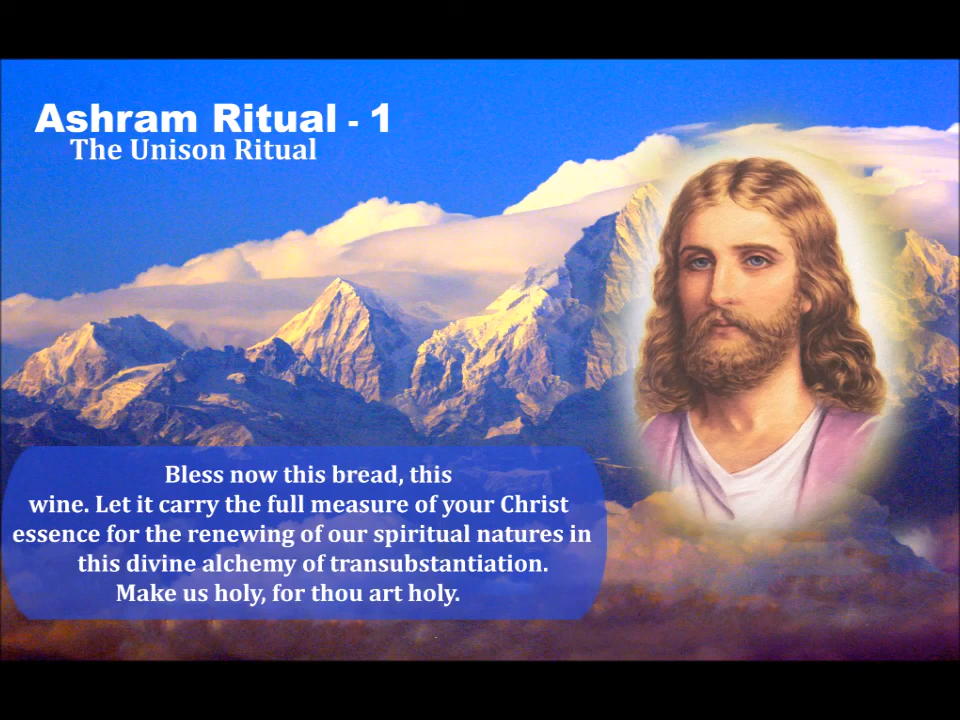 Ashram Ritual - 1
The Unison Ritual
Bless now this bread, this
wine. Let it carry the full measure of your Christ
essence for the renewing of our spiritual natures in
this divine alchemy of transubstantiation.
Make us holy, for thou art holy.